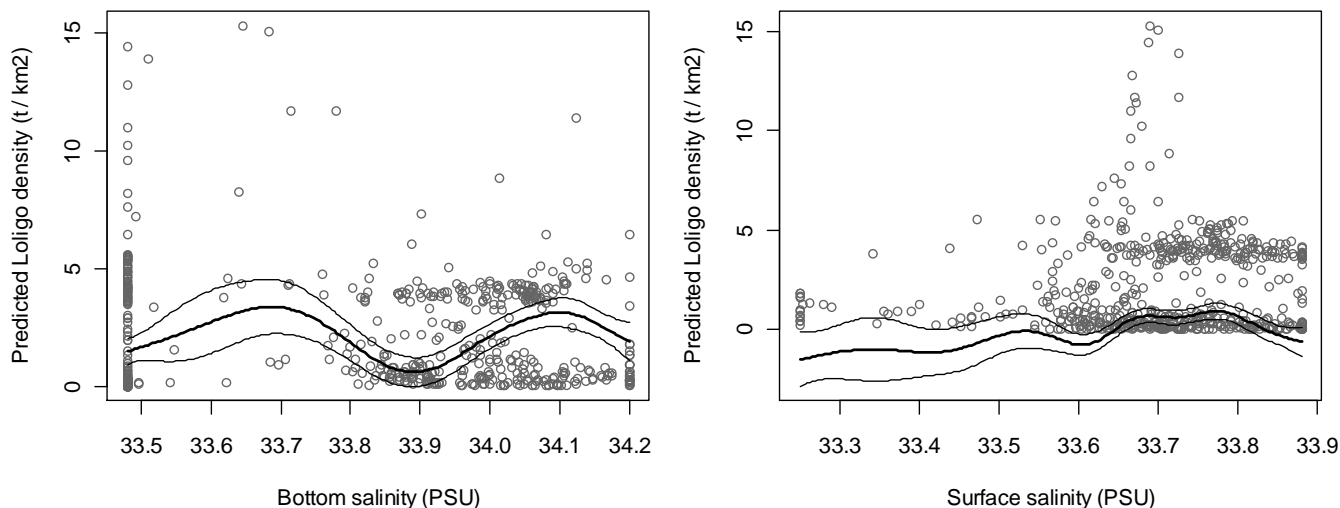 Predicted Loligo density (t / km2)
15
10
5
0
33.5 33.6 33.7 33.8 33.9 34.0 34.1 34.2
Bottom salinity (PSU)
Predicted Loligo density (t / km2)
15
10
5
0
33.3 33.4 33.5 33.6 33.7 33.8 33.9
Surface salinity (PSU)